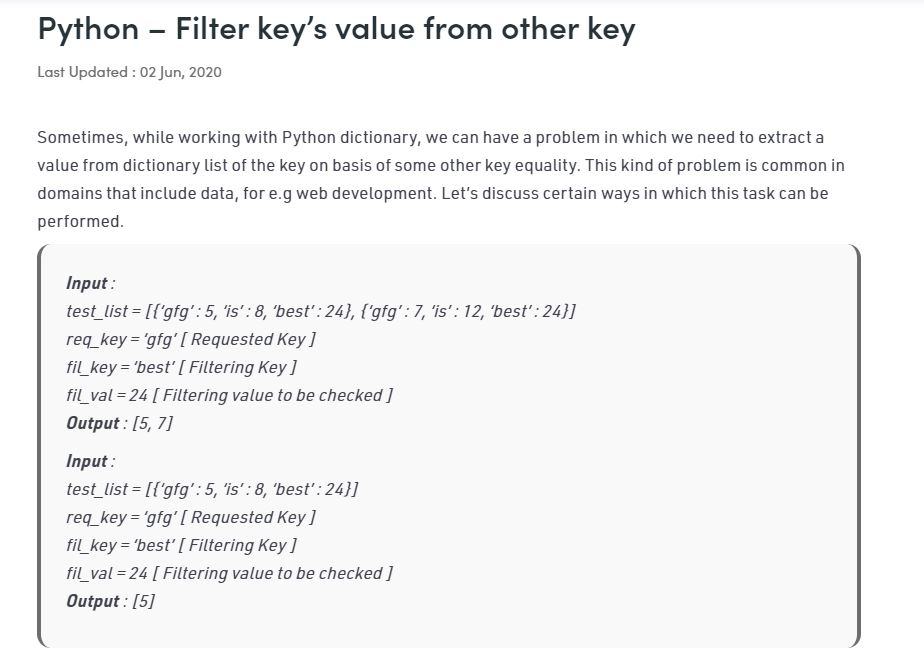 Python – Filter key’s value from other key
Last Updated : 02 Jun, 2020
Sometimes, while working with Python dictionary, we can have a problem in which we need to extract a
value from dictionary list of the key on basis of some other key equality. This kind of problem is common in
domains that include data, for e.g web development. Let’s discuss certain ways in which this task can be
performed.
Input :
test_list = [{‘gfg’ : 5, ‘is’ : 8, ‘best’ : 24}, {‘gfg’ : 7, ‘is’ : 12, ‘best’ : 24}]
req_key = ‘gfg’ [ Requested Key ]
fil_key = ‘best’ [ Filtering Key ]
fil_val = 24 [ Filtering value to be checked ]
Output : [5, 7]
Input :
test_list = [{‘gfg’ : 5, ‘is’ : 8, ‘best’ : 24}]
req_key = ‘gfg’ [ Requested Key ]
fil_key = ‘best’ [ Filtering Key ]
fil_val = 24 [ Filtering value to be checked ]
Output : [5]